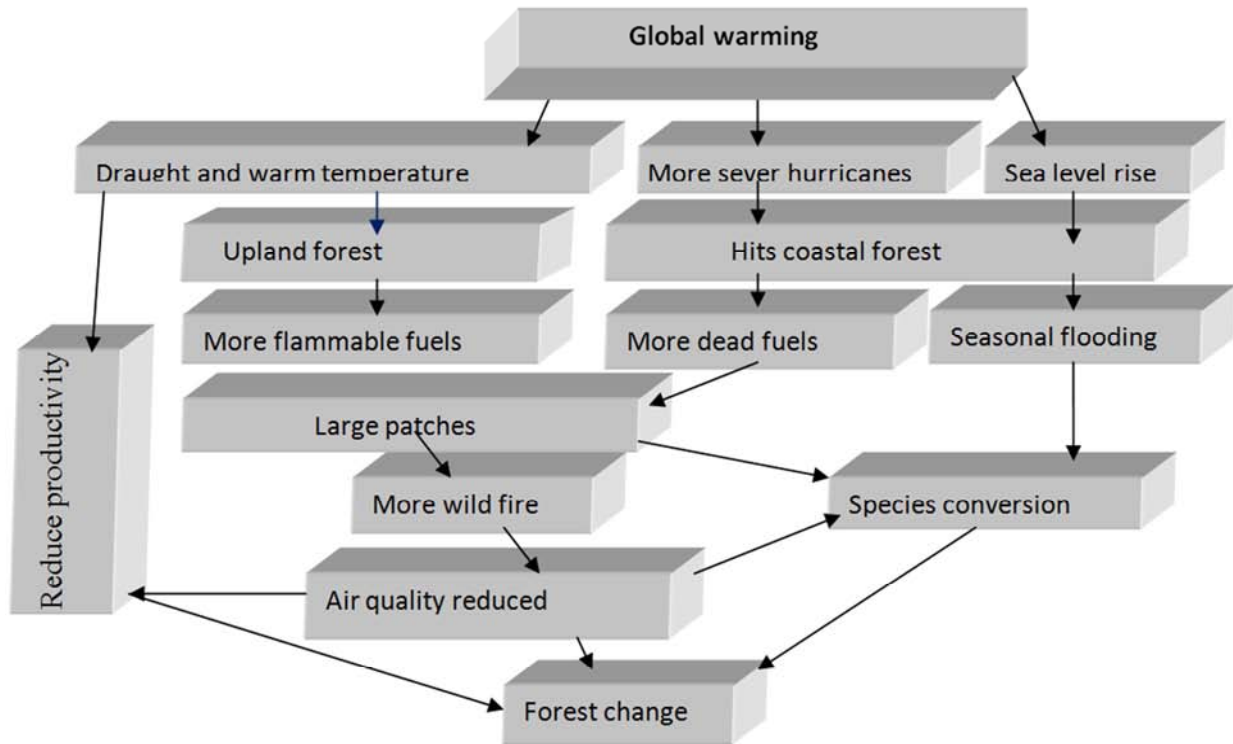 Global warming
Draught and warm temperature
More sever hurricanes
Sea level rise
Upland forest
Hits coastal forest
More flammable fuels
More dead fuels
Seasonal flooding
Reduce productivity
Large patches
More wild fire
Species conversion
Air quality reduced
Forest change